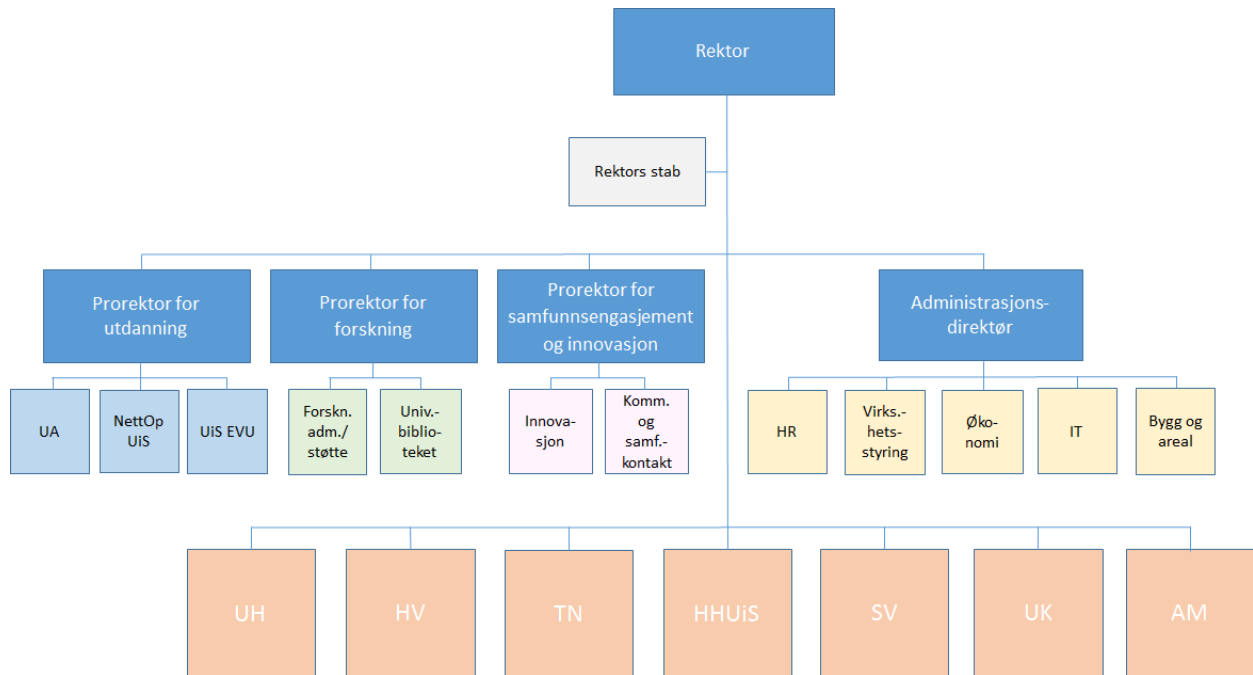 Rektor
Rektors stab
Prorektor for
utdanning
Prorektor for
forskning
Prorektor for
samfunnsengasjement
og innovasjon
Administrasjons-
direktør
UA
NettOp
UiS
UiS EVU
Forskn.
adm./
støtte
Univ.-
biblio-
teket
Innova-
sjon
Komm.
og
samf.-
kontakt
HR
Virks.-
hets-
styring
Øko-
nomi
IT
Bygg og
areal
UH
HV
TN
HHUiS
SV
UK
AM